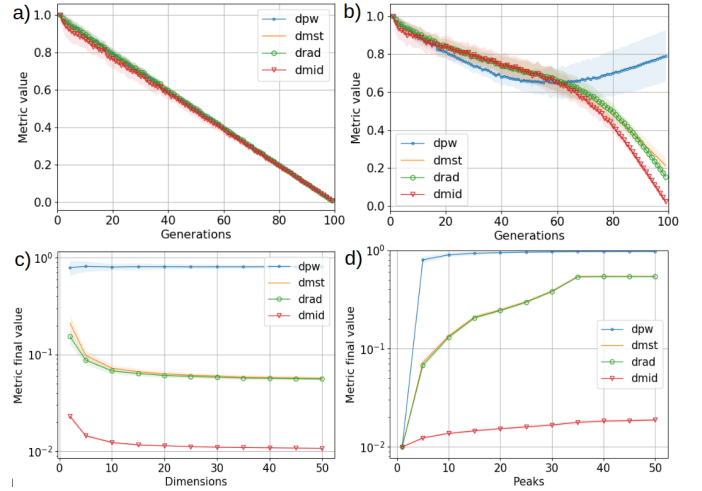 a)
Metric value
1.0
0.8
0.6
0.4
0.2
0.0
dpw
dmst
drad
dmid
0 20 40 60 80 100
Generations
b)
Metric value
1.0
0.8
0.6
0.4
0.2
0.0
dpw
dmst
drad
dmid
0 20 40 60 80 100
Generations
c)
Metric final value
10⁰
10⁻¹
10⁻²
dpw
dmst
drad
dmid
0 10 20 30 40 50
Dimensions
d)
Metric final value
10⁰
10⁻¹
10⁻²
dpw
dmst
drad
dmid
0 10 20 30 40 50
Peaks